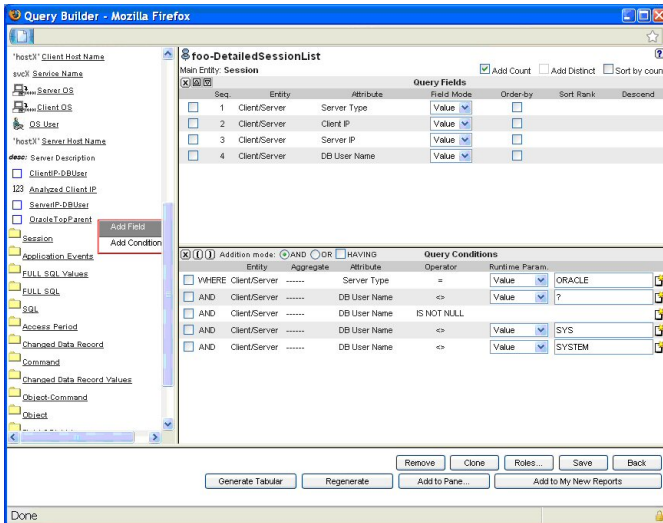 Query Builder - Mozilla Firefox
'hostX' Client Host Name
svcX Service Name
Server OS
Client OS
OS User
'hostX' Server Host Name
desc: Server Description
ClientIP-DBUser
123 Analyzed Client IP
ServerIP-DBUser
OracleTopParent
Add Field
Add Condition
Session
Application Events
FULL SQL Values
FULL SQL
SQL
Access Period
Changed Data Record
Command
Changed Data Record Values
Object-Command
Object
foo-DetailedSessionList
Main Entity: Session
Add Count Add Distinct Sort by coun
Query Fields
Seq. Entity Attribute Field Mode Order-by Sort Rank Descend
1 Client/Server Server Type Value
2 Client/Server Client IP Value
3 Client/Server Server IP Value
4 Client/Server DB User Name Value
Addition mode: AND OR HAVING Query Conditions
Entity Aggregate Attribute Operator Runtime Param.
WHERE Client/Server ------ Server Type = Value ORACLE
AND Client/Server ------ DB User Name <> Value ?
AND Client/Server ------ DB User Name IS NOT NULL
AND Client/Server ------ DB User Name <> Value SYS
AND Client/Server ------ DB User Name <> Value SYSTEM
Remove Clone Roles... Save Back
Generate Tabular Regenerate Add to Pane... Add to My New Reports
Done